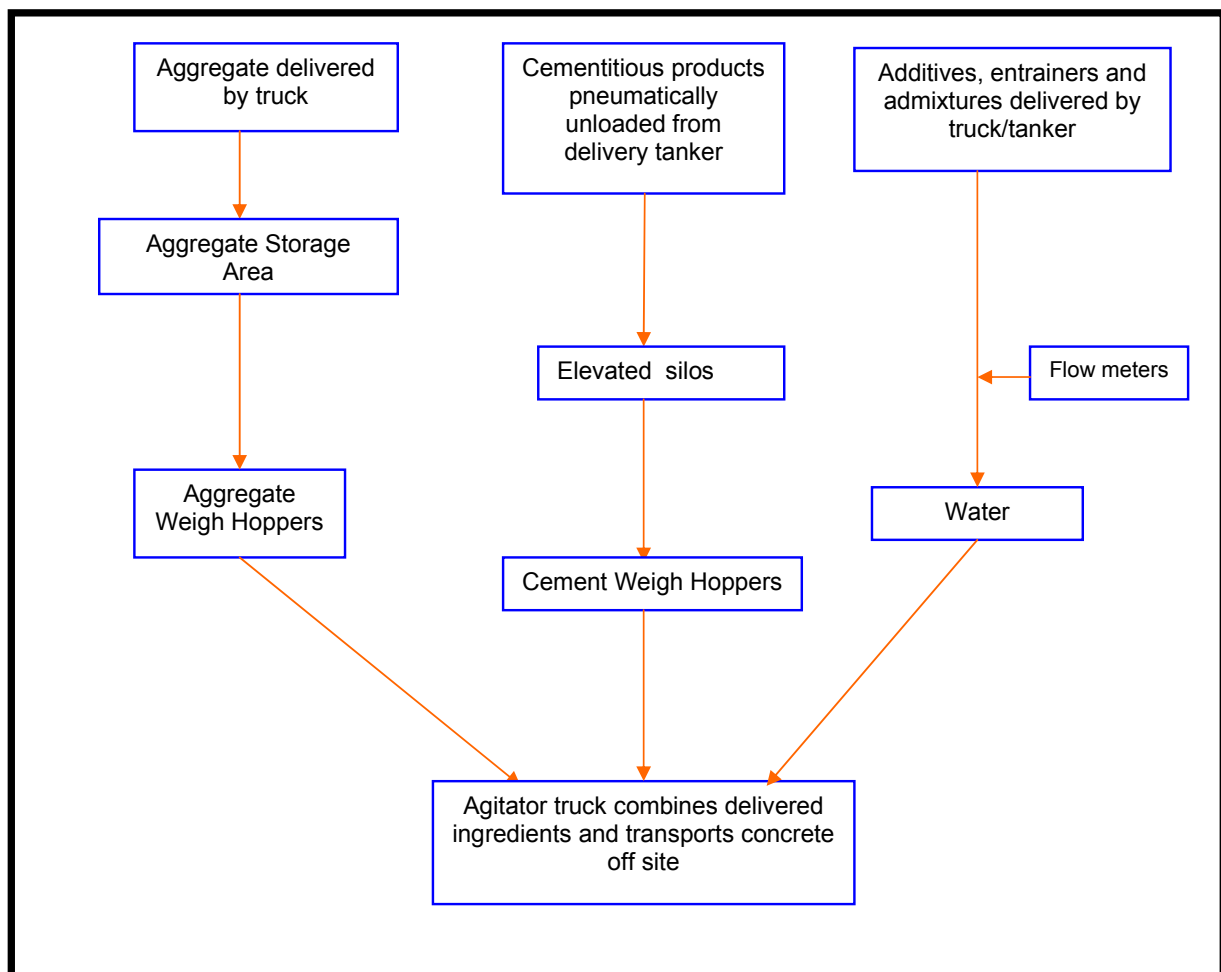 Aggregate delivered
by truck
Cementitious products
pneumatically
unloaded from
delivery tanker
Additives, entrainers and
admixtures delivered by
truck/tanker
Aggregate Storage
Area
Elevated silos
Flow meters
Aggregate
Weigh Hoppers
Water
Cement Weigh Hoppers
Agitator truck combines delivered
ingredients and transports concrete
off site